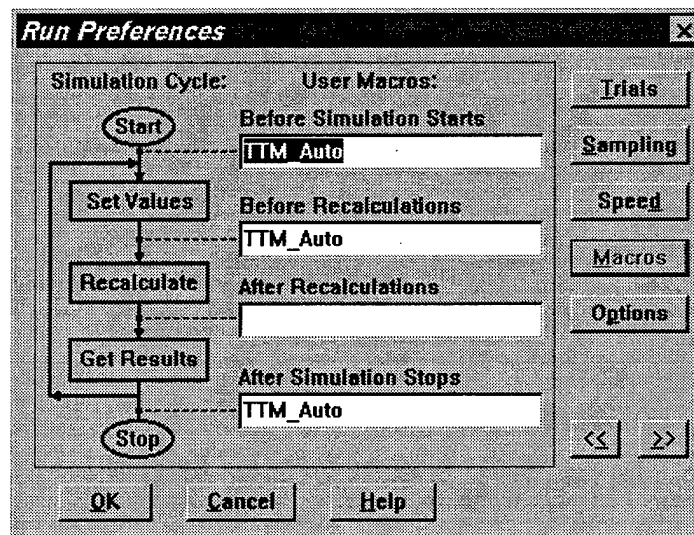 Run Preferences
Simulation Cycle: User Macros:
Trials
Start
Before Simulation Starts
TTM_Auto
Sampling
Set Values
Before Recalculations
TTM_Auto
Speed
Macros
Recalculate
After Recalculations
Options
Get Results
After Simulation Stops
TTM_Auto
Stop
<< >>
OK Cancel Help